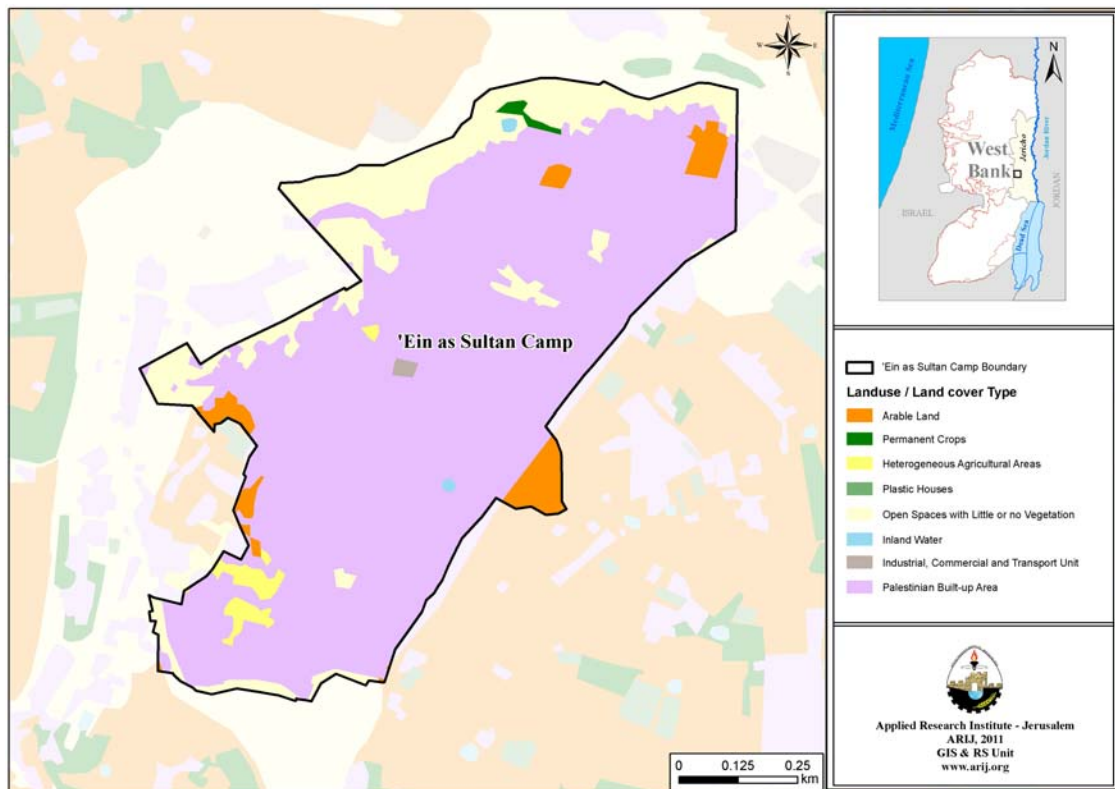 N
W
E
S
'Ein as Sultan Camp
0 0.125 0.25
km
N
Mediterranean Sea
West
Bank
Jericho
Jordan River
ISRAEL
JORDAN
Dead Sea
'Ein as Sultan Camp Boundary
Landuse / Land cover Type
Arable Land
Permanent Crops
Heterogeneous Agricultural Areas
Plastic Houses
Open Spaces with Little or no Vegetation
Inland Water
Industrial, Commercial and Transport Unit
Palestinian Built-up Area
Applied Research Institute - Jerusalem
ARIJ, 2011
GIS & RS Unit
www.arij.org